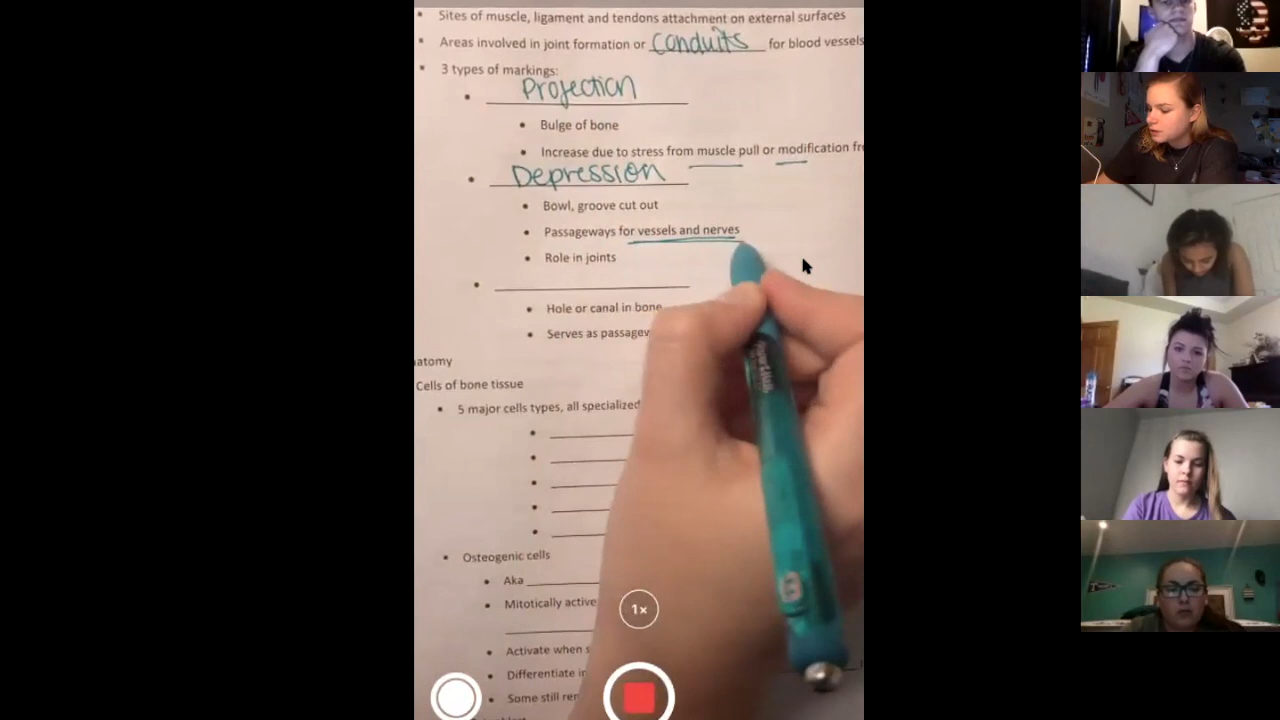 Sites of muscle, ligament and tendons attachment on external surfaces
Areas involved in joint formation or conduits for blood vessels
3 types of markings:
Projection
Bulge of bone
Increase due to stress from muscle pull or modification
Depression
Bowl, groove cut out
Passageways for vessels and nerves
Role in joints
Hole or canal in bone
Serves as
Cells of bone tissue
5 major cells types, all specialized
Osteogenic cells
Aka
Mitotically active
Activate when
Differentiate
Some still
1x